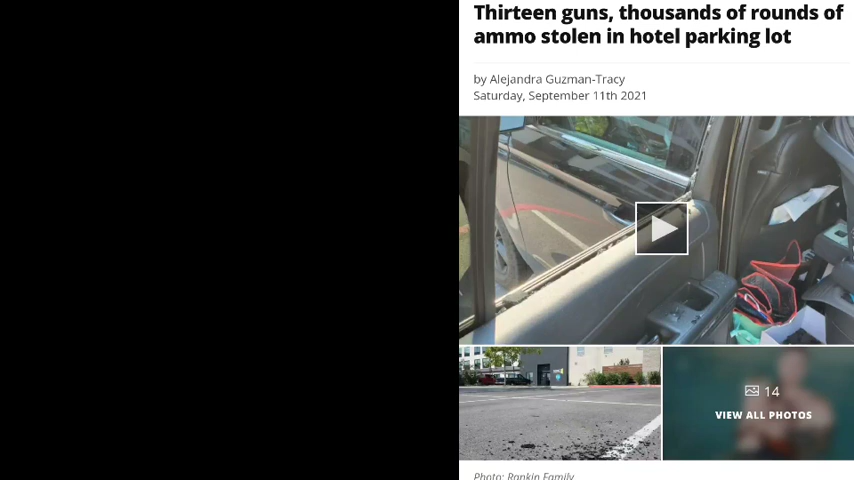 Thirteen guns, thousands of rounds of
ammo stolen in hotel parking lot
by Alejandra Guzman-Tracy
Saturday, September 11th 2021
14
VIEW ALL PHOTOS
Photo: Rankin Family